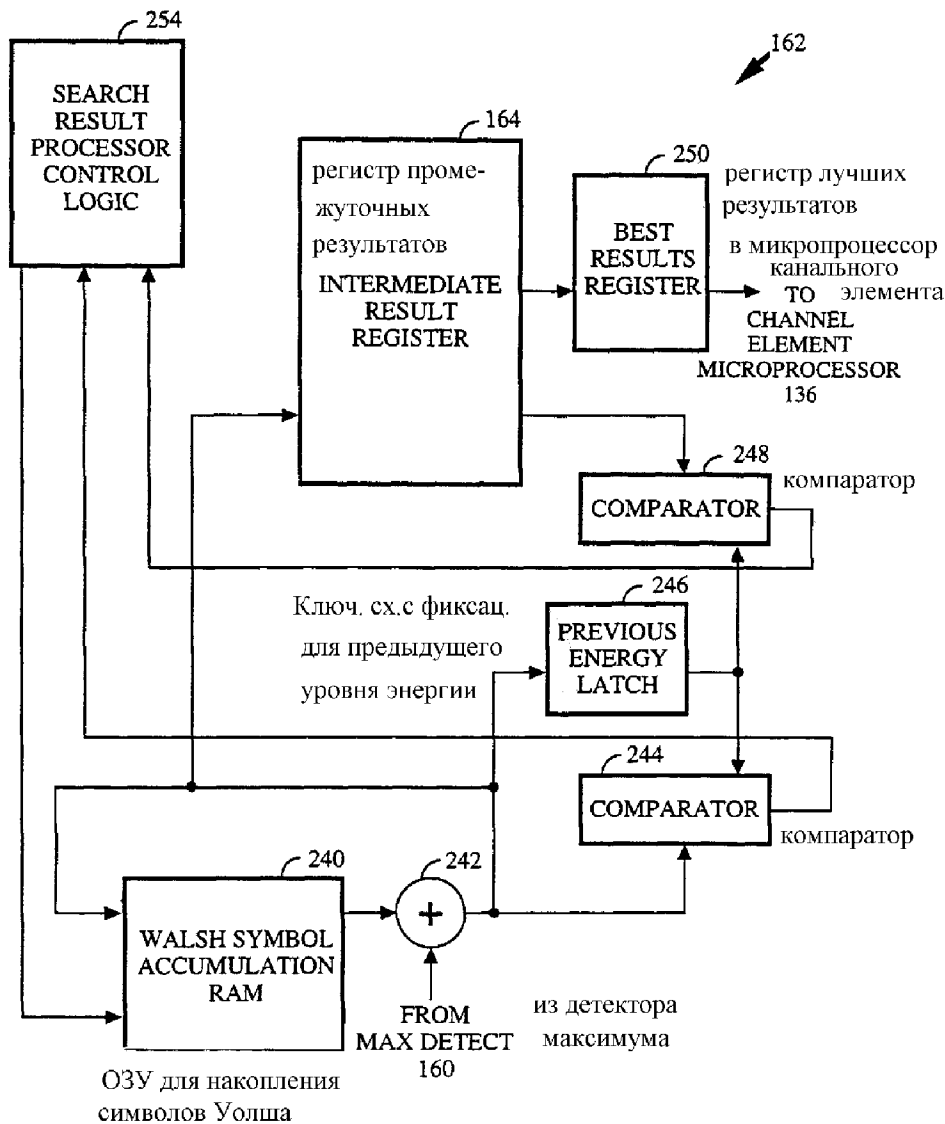 254
162
SEARCH
RESULT
PROCESSOR
CONTROL
LOGIC
164
регистр проме-
жуточных
результатов
INTERMEDIATE
RESULT
REGISTER
250
BEST
RESULTS
REGISTER
регистр лучших
результатов
в микропроцессор
канального
элемента
TO
CHANNEL
ELEMENT
MICROPROCESSOR
136
248
COMPARATOR
компаратор
Ключ. сх.с фиксац.
для предыдущего
уровня энергии
246
PREVIOUS
ENERGY
LATCH
244
COMPARATOR
компаратор
240
WALSH SYMBOL
ACCUMULATION
RAM
242
+
FROM
MAX DETECT
160
из детектора
максимума
ОЗУ для накопления
символов Уолша